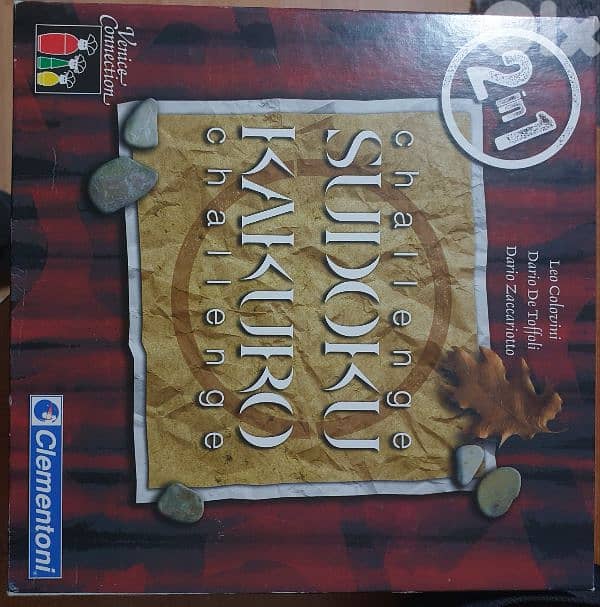 2in1
Leo Colovini
Dario De Toffoli
Dario Zaccariotto
challenge
SUDOKU
KAKURO
challenge
Venice
Connection
Clementoni